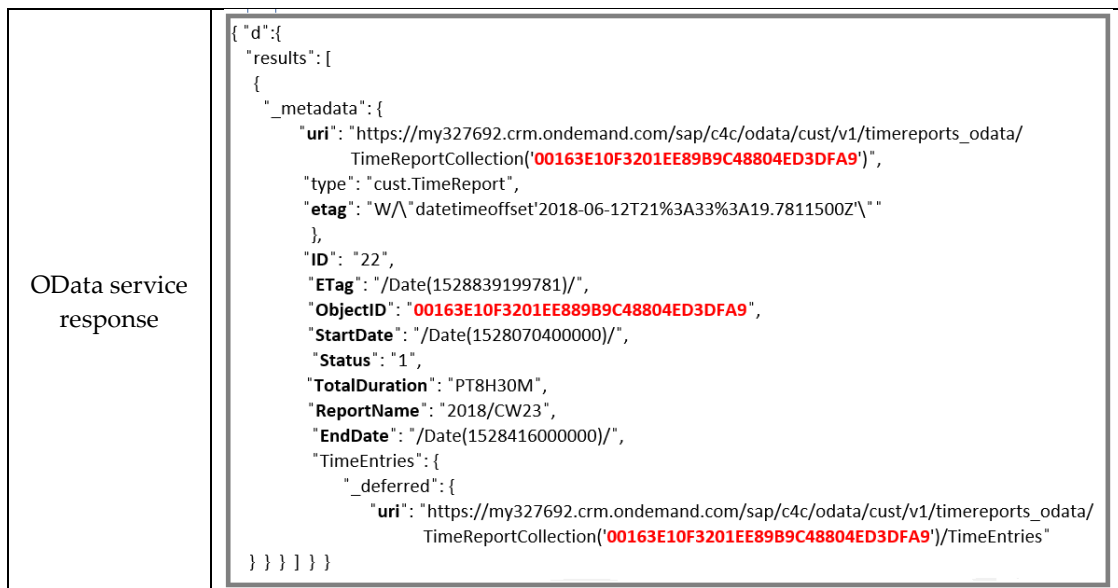 OData service
response
{ "d":{
"results": [
{
"_metadata": {
"uri": "https://my327692.crm.ondemand.com/sap/c4c/odata/cust/v1/timereports_odata/
TimeReportCollection('00163E10F3201EE89B9C48804ED3DFA9')",
"type": "cust.TimeReport",
"etag": "W/\"datetimeoffset'2018-06-12T21%3A33%3A19.7811500Z'\""
},
"ID": "22",
"ETag": "/Date(1528839199781)/",
"ObjectID": "00163E10F3201EE889B9C48804ED3DFA9",
"StartDate": "/Date(1528070400000)/",
"Status": "1",
"TotalDuration": "PT8H30M",
"ReportName": "2018/CW23",
"EndDate": "/Date(1528416000000)/",
"TimeEntries": {
"_deferred": {
"uri": "https://my327692.crm.ondemand.com/sap/c4c/odata/cust/v1/timereports_odata/
TimeReportCollection('00163E10F3201EE89B9C48804ED3DFA9')/TimeEntries"
} } } ] } }